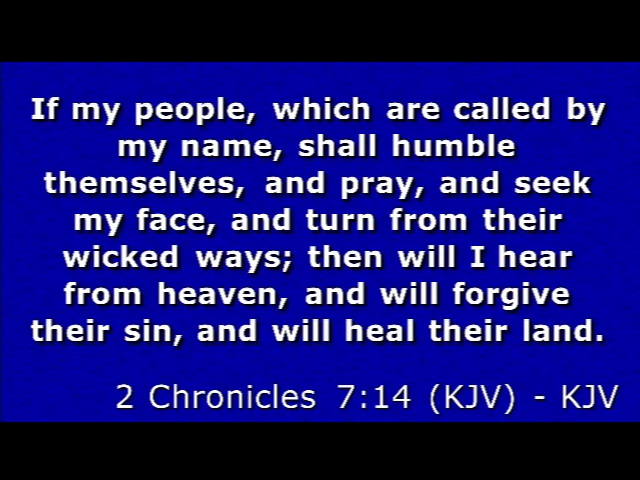 If my people, which are called by
my name, shall humble
themselves, and pray, and seek
my face, and turn from their
wicked ways; then will I hear
from heaven, and will forgive
their sin, and will heal their land.
2 Chronicles 7:14 (KJV) - KJV